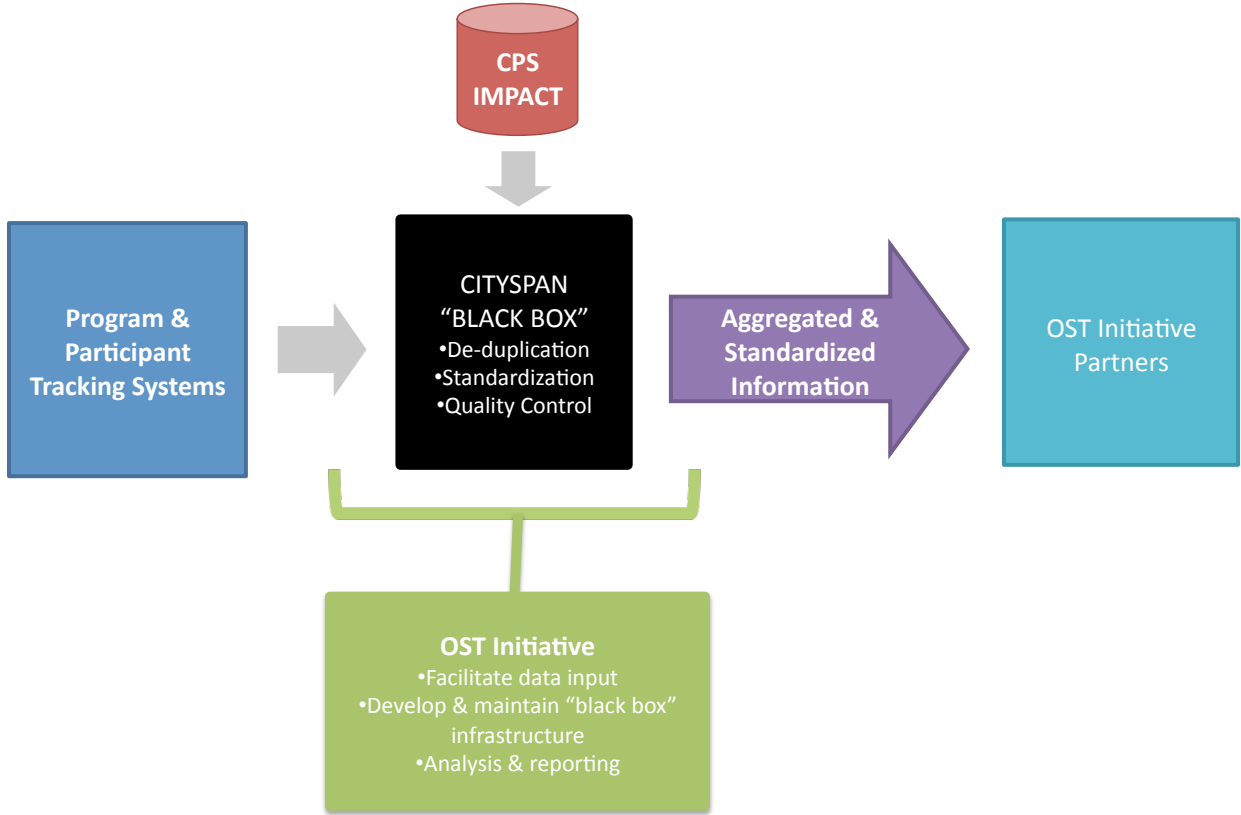 CPS
IMPACT
Program &
Participant
Tracking Systems
CITYSPAN
“BLACK BOX”
•De-duplication
•Standardization
•Quality Control
Aggregated &
Standardized
Information
OST Initiative
Partners
OST Initiative
•Facilitate data input
•Develop & maintain “black box”
infrastructure
•Analysis & reporting